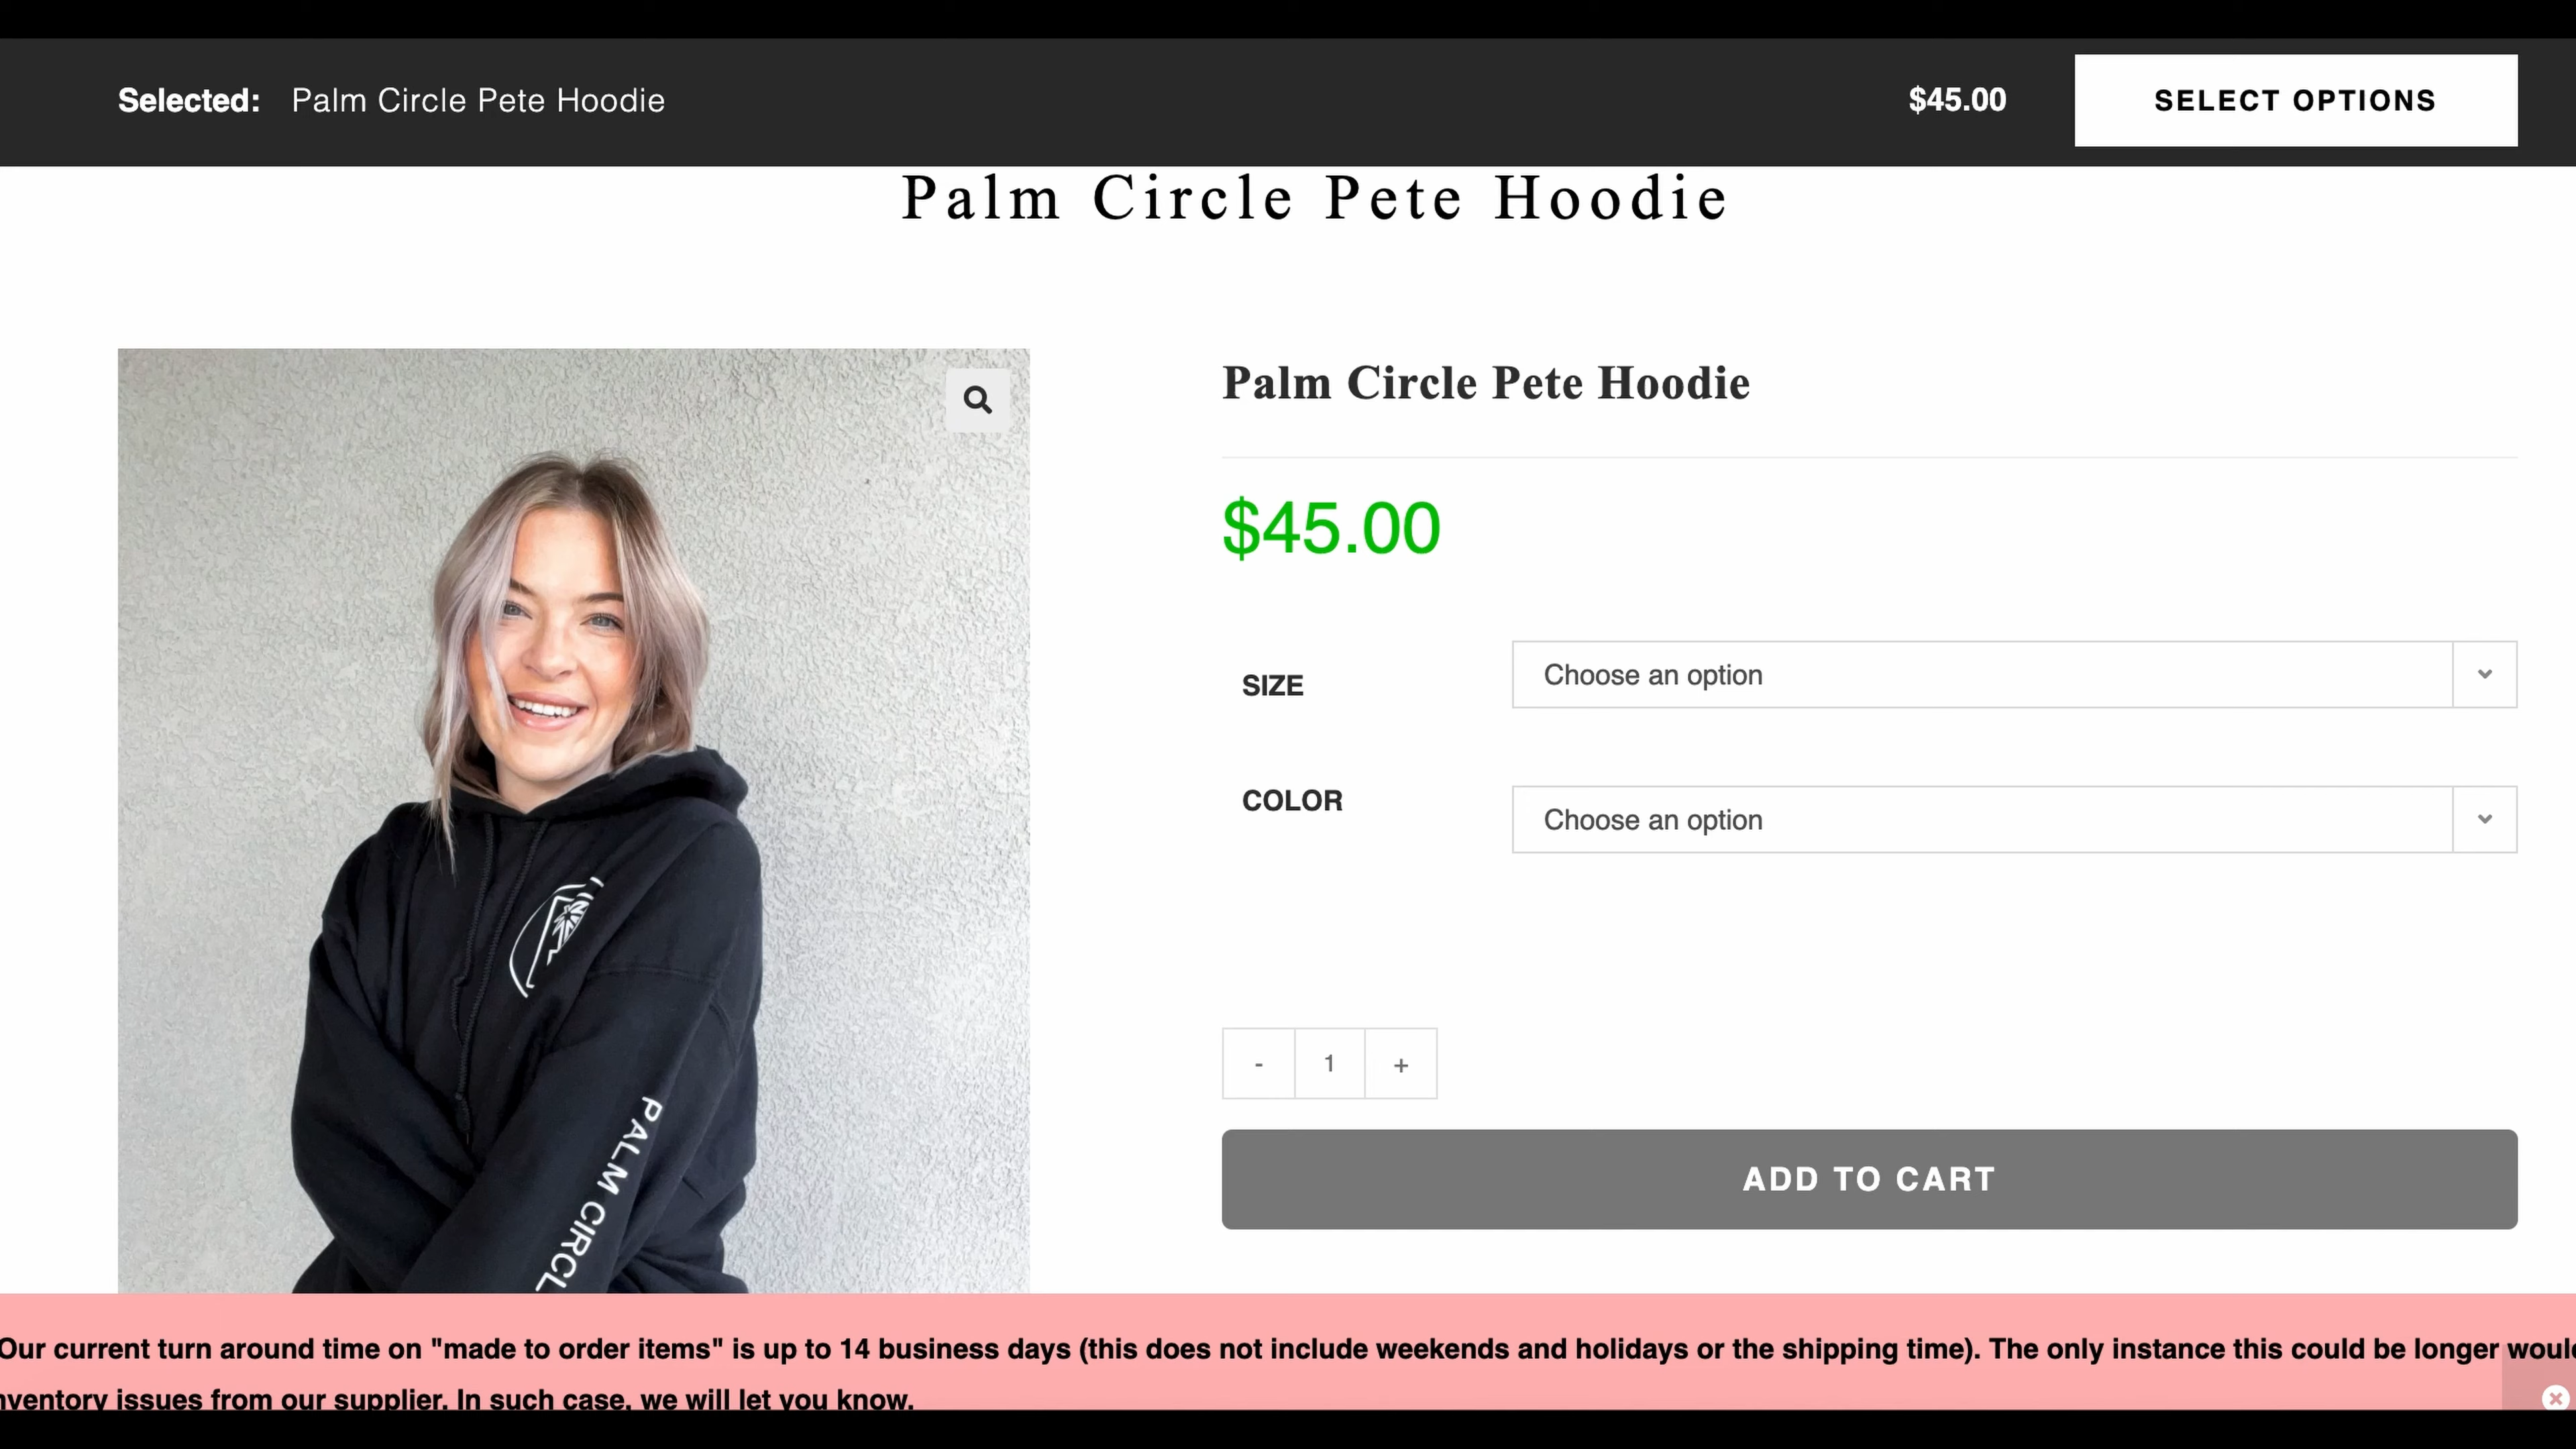 Selected: Palm Circle Pete Hoodie
$45.00
SELECT OPTIONS
Palm Circle Pete Hoodie
Palm Circle Pete Hoodie
$45.00
SIZE
Choose an option
COLOR
Choose an option
- 1 +
ADD TO CART
PALM CIRCL
Our current turn around time on "made to order items" is up to 14 business days (this does not include weekends and holidays or the shipping time). The only instance this could be longer would
nventory issues from our supplier. In such case, we will let you know.